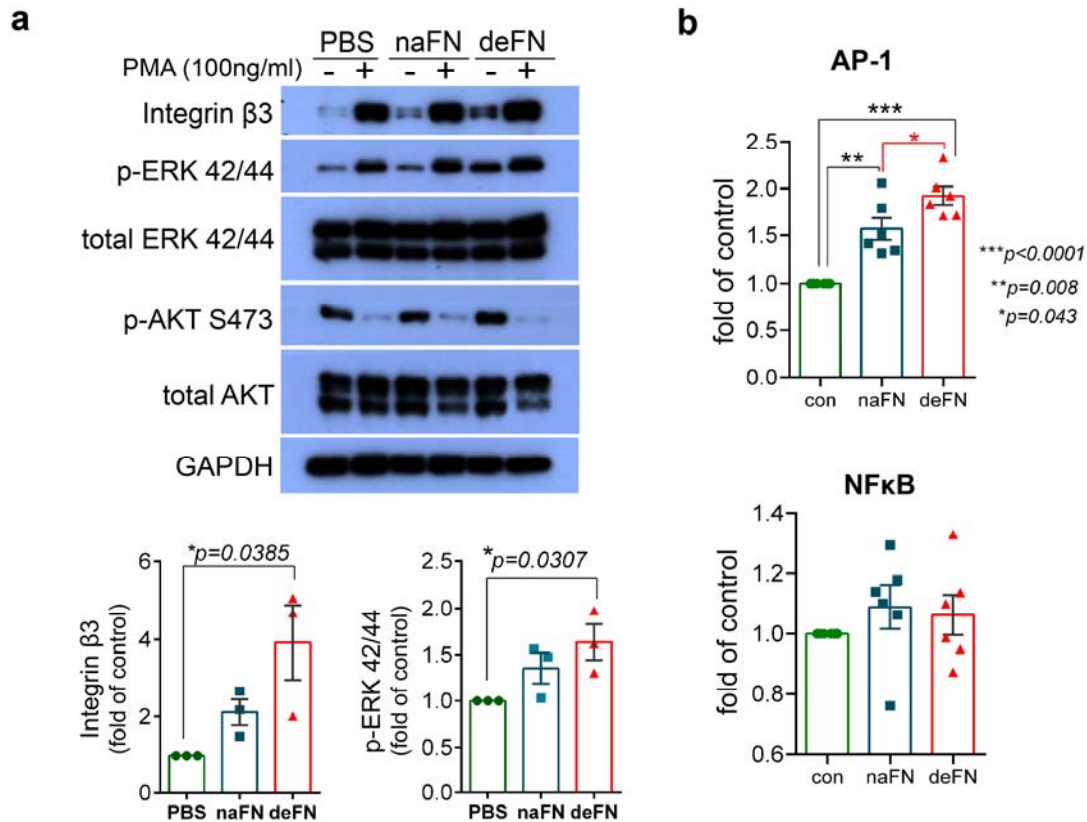 a
PBS naFN deFN
PMA (100ng/ml) - + - + - +
Integrin β3
p-ERK 42/44
total ERK 42/44
p-AKT S473
total AKT
GAPDH
*p=0.0385
Integrin β3
(fold of control)
6
4
2
0
PBS naFN deFN
*p=0.0307
p-ERK 42/44
(fold of control)
2.5
2.0
1.5
1.0
0.5
0.0
PBS naFN deFN
b
AP-1
***
**
*
fold of control
2.5
2.0
1.5
1.0
0.5
0.0
con naFN deFN
***p<0.0001
**p=0.008
*p=0.043
NFκB
fold of control
1.4
1.2
1.0
0.8
0.6
con naFN deFN